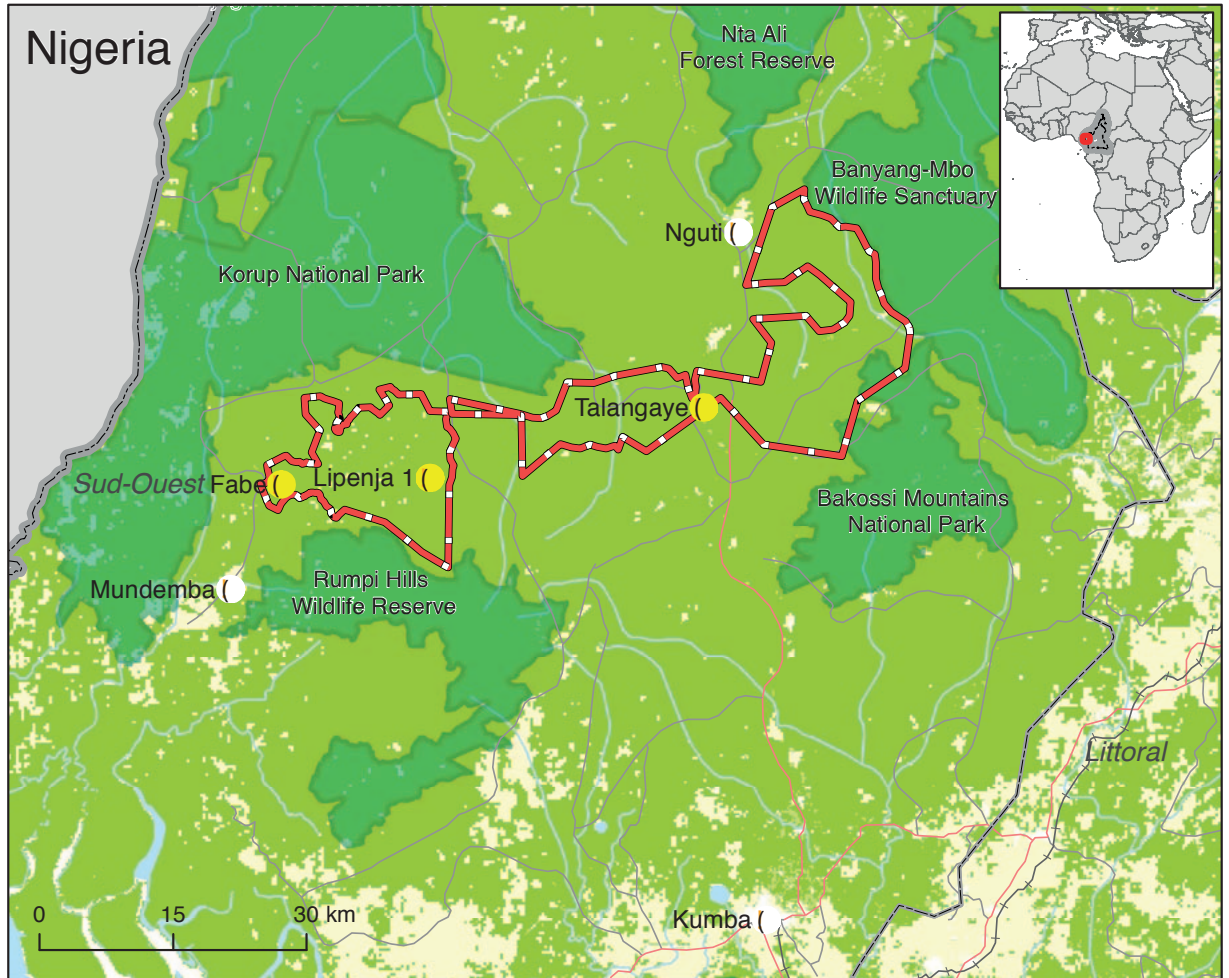 Nigeria
Nta Ali
Forest Reserve
Banyang-Mbo
Wildlife Sanctuary
Nguti (
Korup National Park
Talangaye (
Sud-Ouest
Fabe (
Lipenja 1 (
Bakossi Mountains
National Park
Mundemba (
Rumpi Hills
Wildlife Reserve
Littoral
Kumba (
0 15 30 km